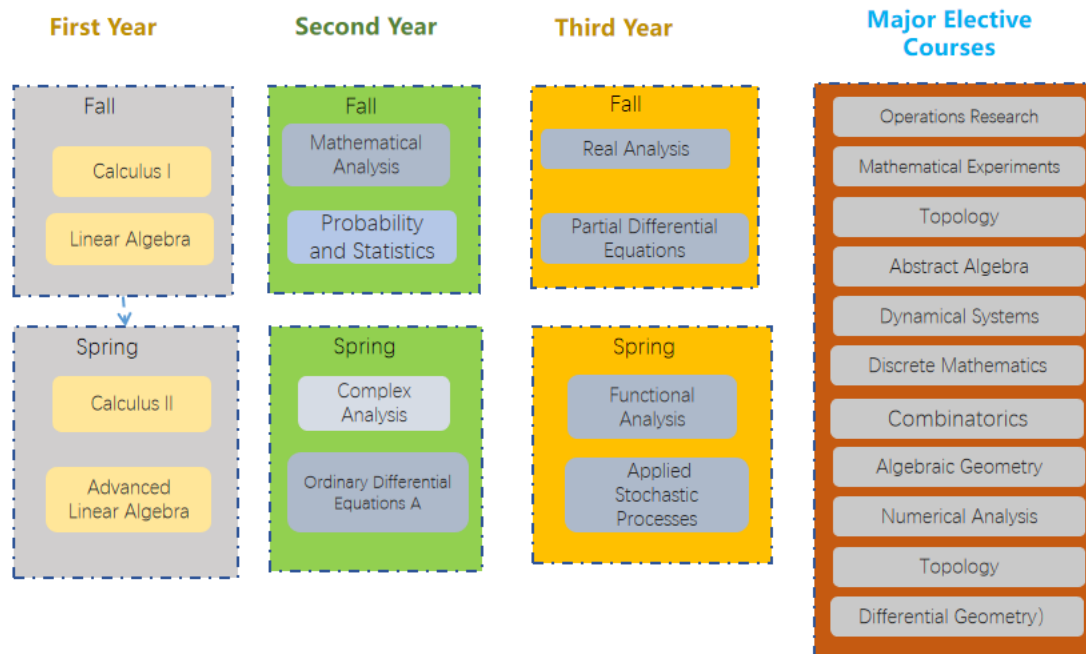 First Year
Fall
Calculus I
Linear Algebra
Spring
Calculus II
Advanced
Linear Algebra
Second Year
Fall
Mathematical
Analysis
Probability
and Statistics
Spring
Complex
Analysis
Ordinary Differential
Equations A
Third Year
Fall
Real Analysis
Partial Differential
Equations
Spring
Functional
Analysis
Applied
Stochastic
Processes
Major Elective
Courses
Operations Research
Mathematical Experiments
Topology
Abstract Algebra
Dynamical Systems
Discrete Mathematics
Combinatorics
Algebraic Geometry
Numerical Analysis
Topology
Differential Geometry)